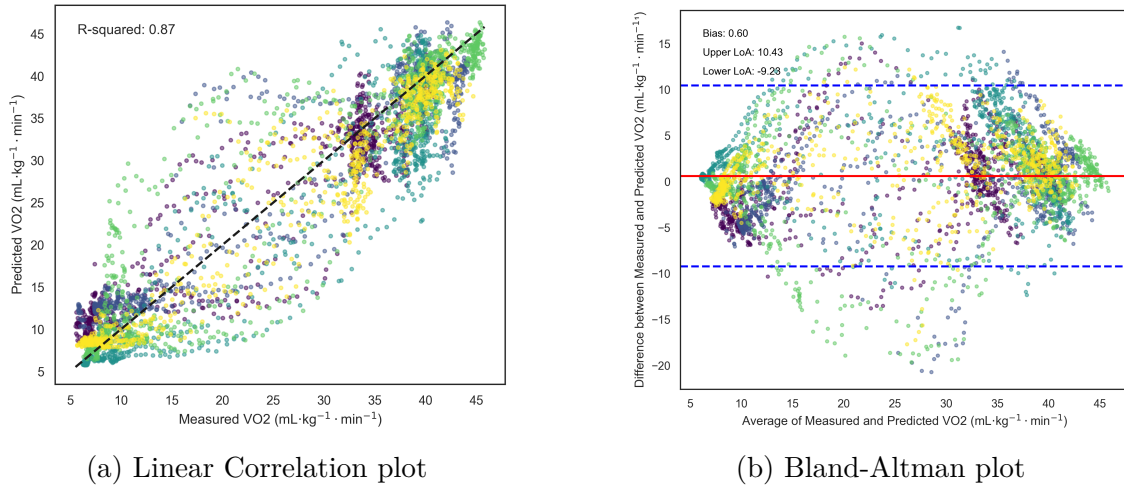 R-squared: 0.87
45
40
35
30
25
20
15
10
5
Predicted VO2 (mL·kg⁻¹ · min⁻¹)
5 10 15 20 25 30 35 40 45
Measured VO2 (mL·kg⁻¹ · min⁻¹)
(a) Linear Correlation plot
Bias: 0.60
Upper LoA: 10.43
Lower LoA: -9.23
15
10
5
0
−5
−10
−15
−20
Difference between Measured and Predicted VO2 (mL·kg⁻¹ · min⁻¹¹)
5 10 15 20 25 30 35 40 45
Average of Measured and Predicted VO2 (mL·kg⁻¹ · min⁻¹)
(b) Bland-Altman plot